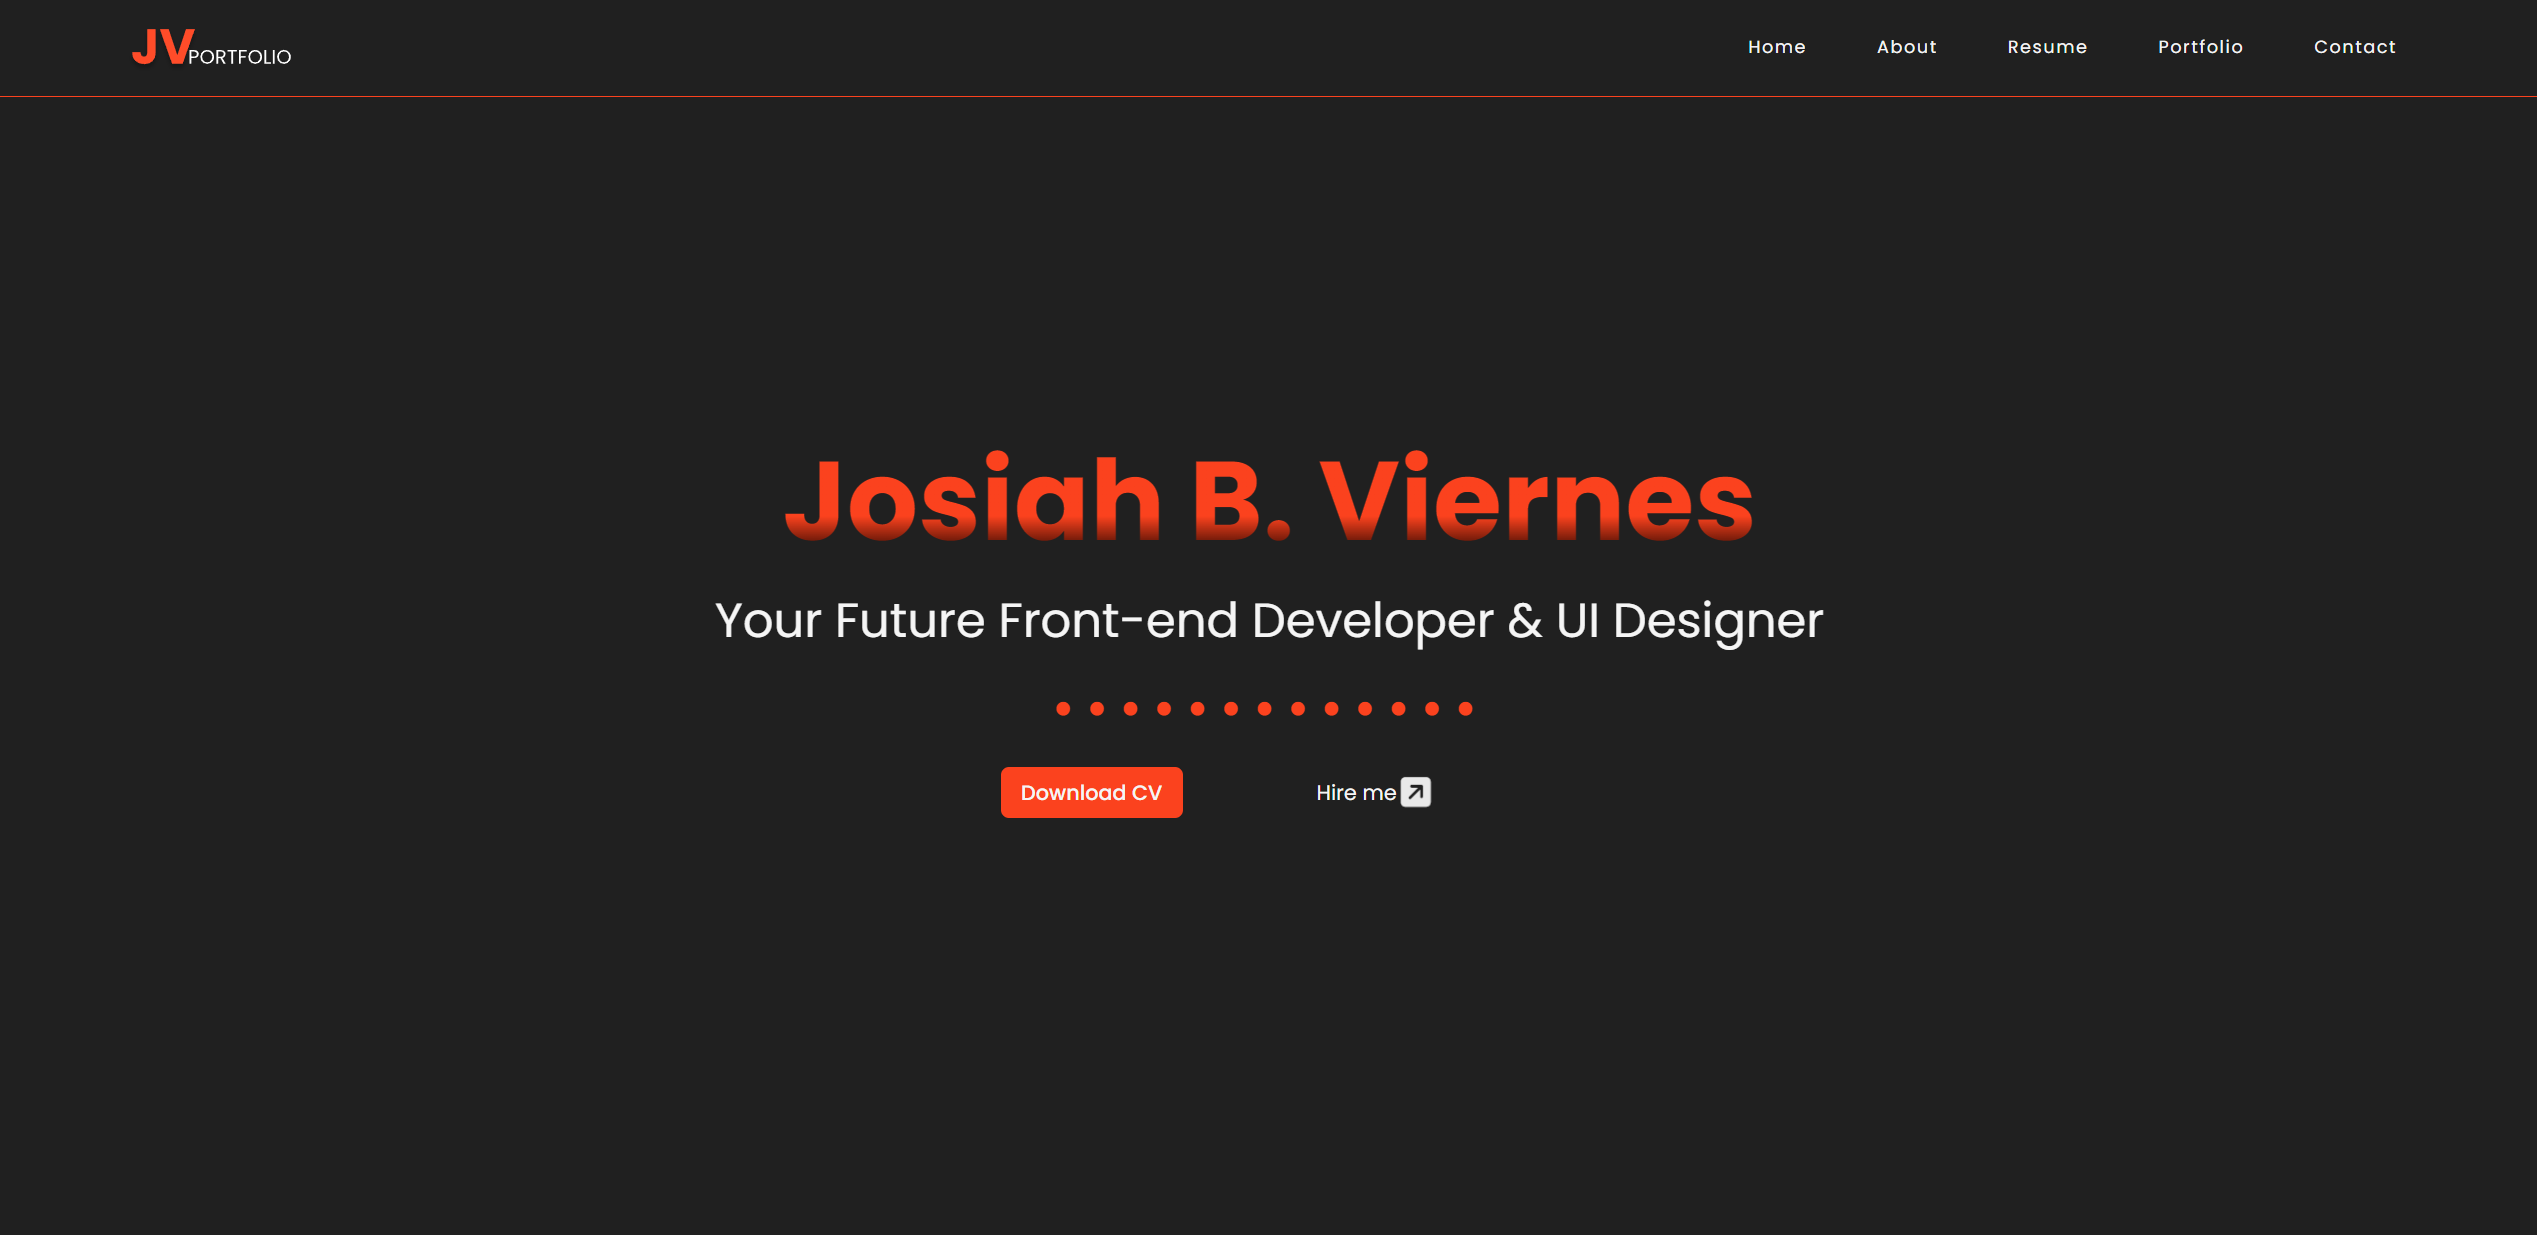 JVPORTFOLIO
Home About Resume Portfolio Contact
Josiah B. Viernes
Your Future Front-end Developer & UI Designer
Download CV
Hire me